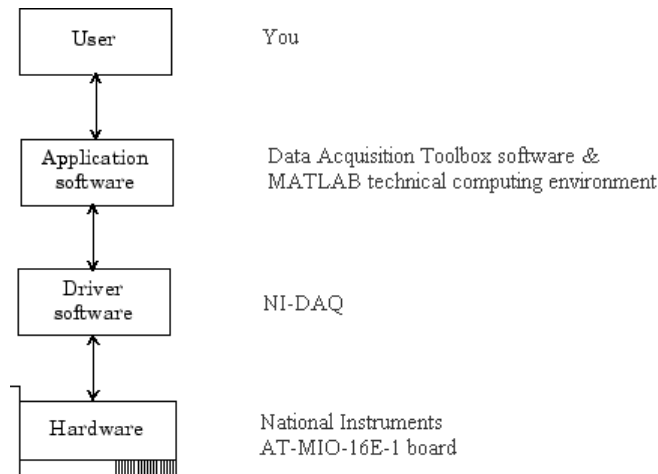 User
You
Application
software
Data Acquisition Toolbox software &
MATLAB technical computing environment
Driver
software
NI-DAQ
Hardware
National Instruments
AT-MIO-16E-1 board